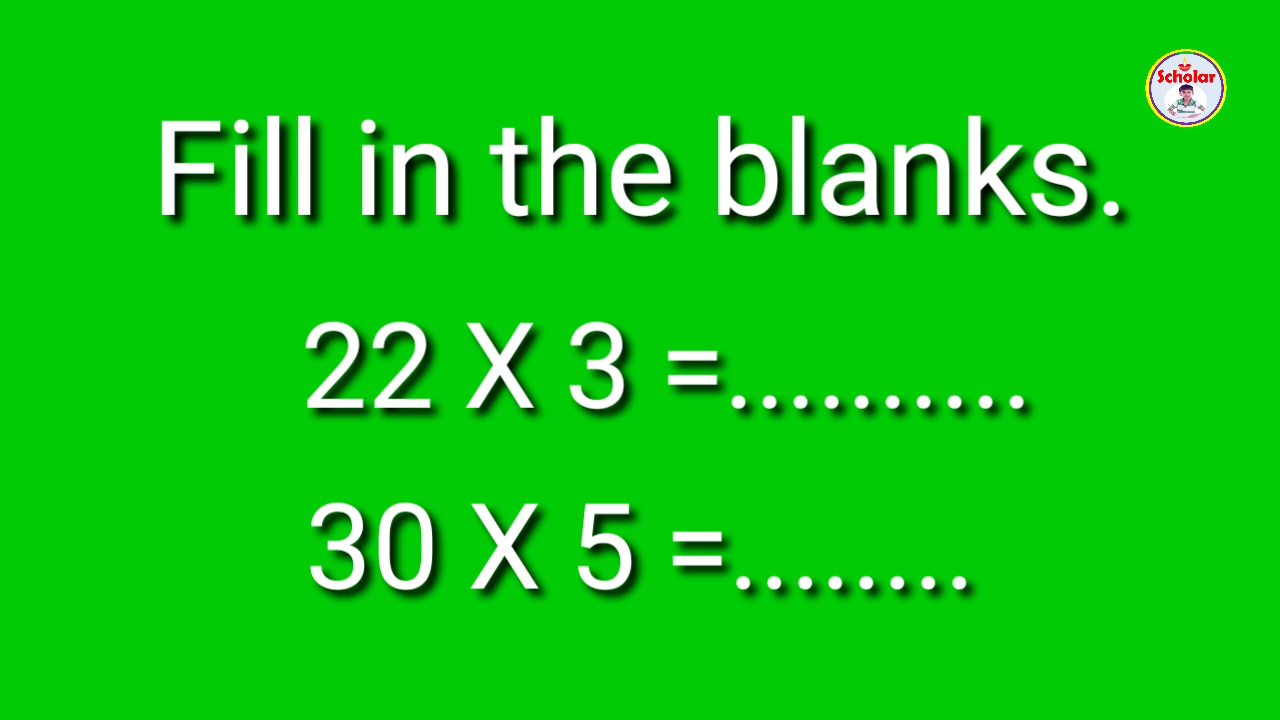 Scholar
Fill in the blanks.
22 X 3 =..........
30 X 5 =........